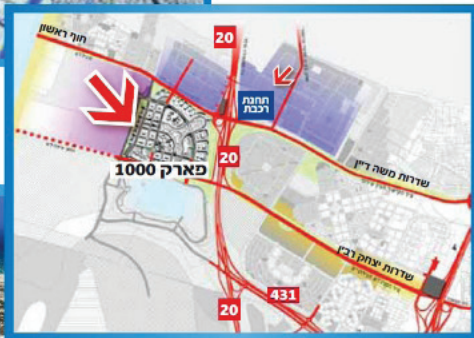 חוף ראשון
20
תחנת
רכבת
20
פארק 1000
שדרות משה דיין
שדרות יצחק רבין
431
20